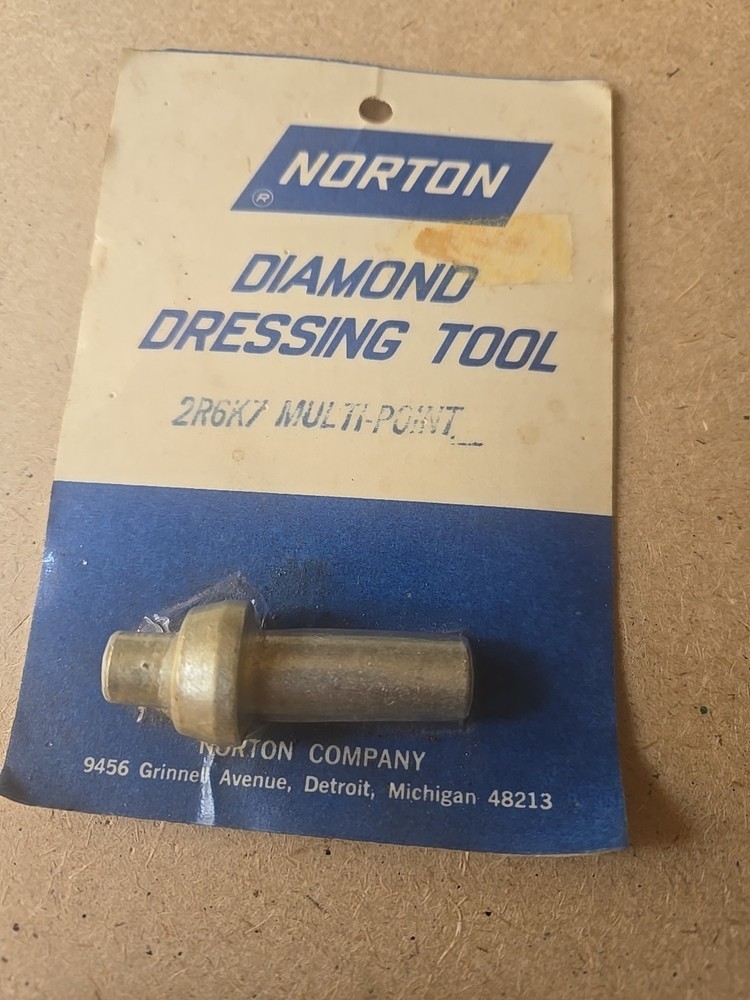 NORTON
®
DIAMOND
DRESSING TOOL
2R6K7 MULTI-POINT
NORTON COMPANY
9456 Grinnell Avenue, Detroit, Michigan 48213